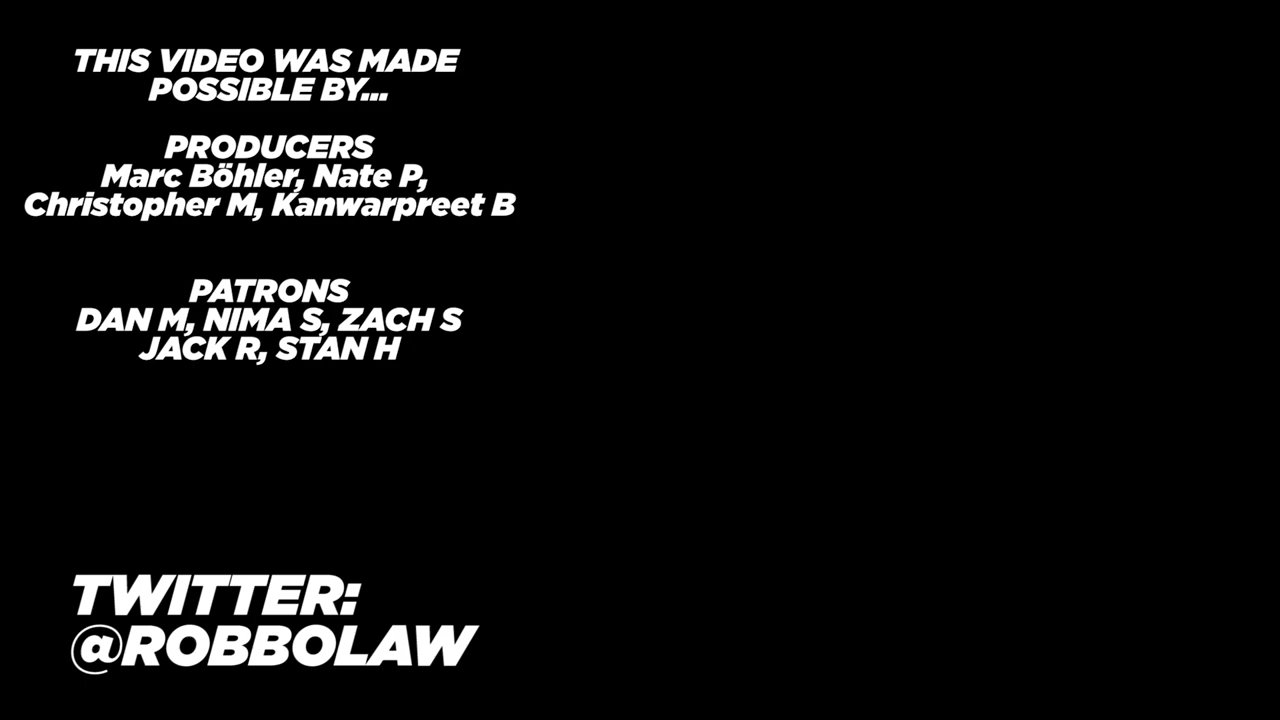 THIS VIDEO WAS MADE
POSSIBLE BY...
PRODUCERS
Marc Böhler, Nate P,
Christopher M, Kanwarpreet B
PATRONS
DAN M, NIMA S, ZACH S
JACK R, STAN H
TWITTER:
@ROBBOLAW